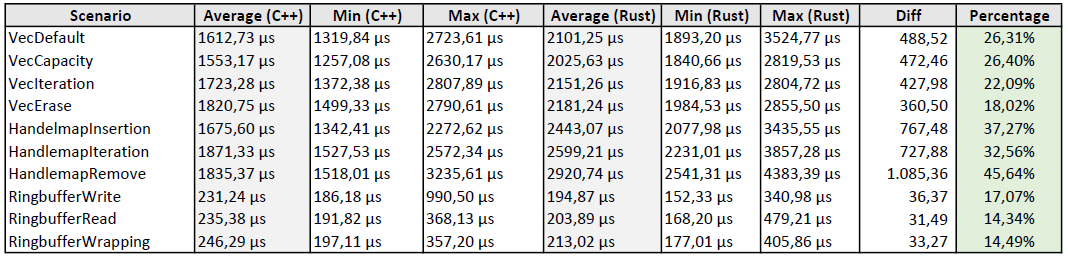 Scenario Average (C++) Min (C++) Max (C++) Average (Rust) Min (Rust) Max (Rust) Diff Percentage
VecDefault 1612,73 µs 1319,84 µs 2723,61 µs 2101,25 µs 1893,20 µs 3524,77 µs 488,52 26,31%
VecCapacity 1553,17 µs 1257,08 µs 2630,17 µs 2025,63 µs 1840,66 µs 2819,53 µs 472,46 26,40%
VecIteration 1723,28 µs 1372,38 µs 2807,89 µs 2151,26 µs 1916,83 µs 2804,72 µs 427,98 22,09%
VecErase 1820,75 µs 1499,33 µs 2790,61 µs 2181,24 µs 1984,53 µs 2855,50 µs 360,50 18,02%
HandelmapInsertion 1675,60 µs 1342,41 µs 2272,62 µs 2443,07 µs 2077,98 µs 3435,55 µs 767,48 37,27%
HandlemapIteration 1871,33 µs 1527,53 µs 2572,34 µs 2599,21 µs 2231,01 µs 3857,28 µs 727,88 32,56%
HandlemapRemove 1835,37 µs 1518,01 µs 3235,61 µs 2920,74 µs 2541,31 µs 4383,39 µs 1.085,36 45,64%
RingbufferWrite 231,24 µs 186,18 µs 990,50 µs 194,87 µs 152,33 µs 340,98 µs 36,37 17,07%
RingbufferRead 235,38 µs 191,82 µs 368,13 µs 203,89 µs 168,20 µs 479,21 µs 31,49 14,34%
RingbufferWrapping 246,29 µs 197,11 µs 357,20 µs 213,02 µs 177,01 µs 405,86 µs 33,27 14,49%